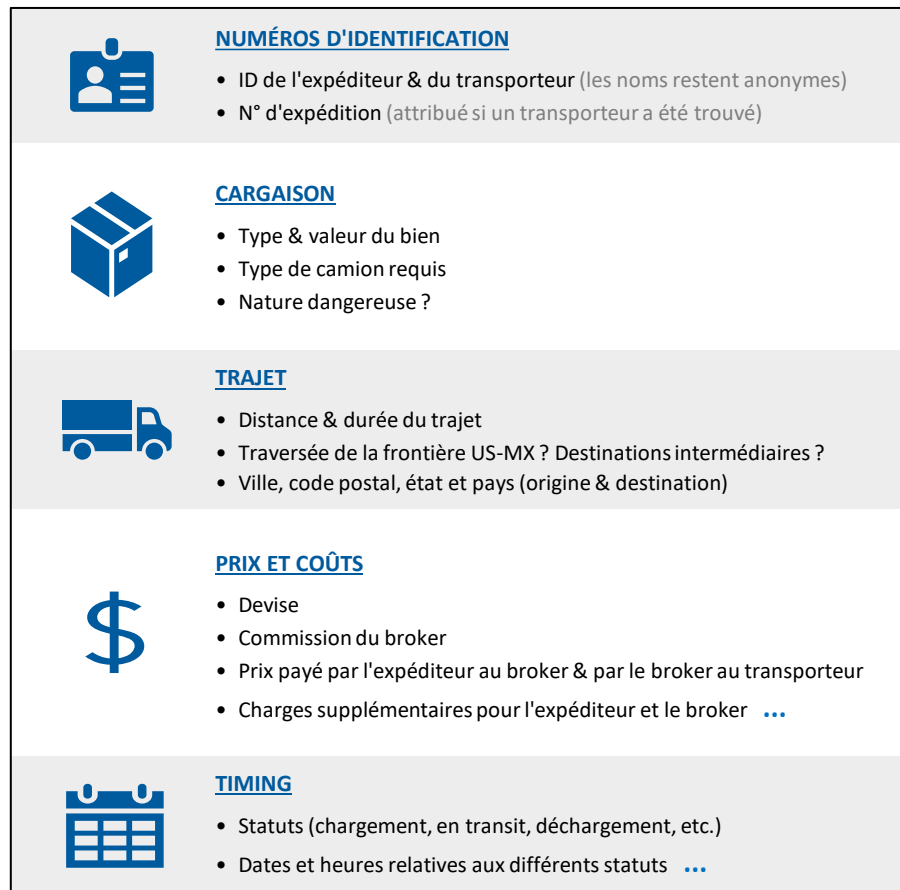 NUMÉROS D'IDENTIFICATION
• ID de l'expéditeur & du transporteur (les noms restent anonymes)
• N° d'expédition (attribué si un transporteur a été trouvé)
CARGAISON
• Type & valeur du bien
• Type de camion requis
• Nature dangereuse ?
TRAJET
• Distance & durée du trajet
• Traversée de la frontière US-MX ? Destinations intermédiaires ?
• Ville, code postal, état et pays (origine & destination)
PRIX ET COÛTS
$
• Devise
• Commission du broker
• Prix payé par l'expéditeur au broker & par le broker au transporteur
• Charges supplémentaires pour l'expéditeur et le broker ...
TIMING
• Statuts (chargement, en transit, déchargement, etc.)
• Dates et heures relatives aux différents statuts ...